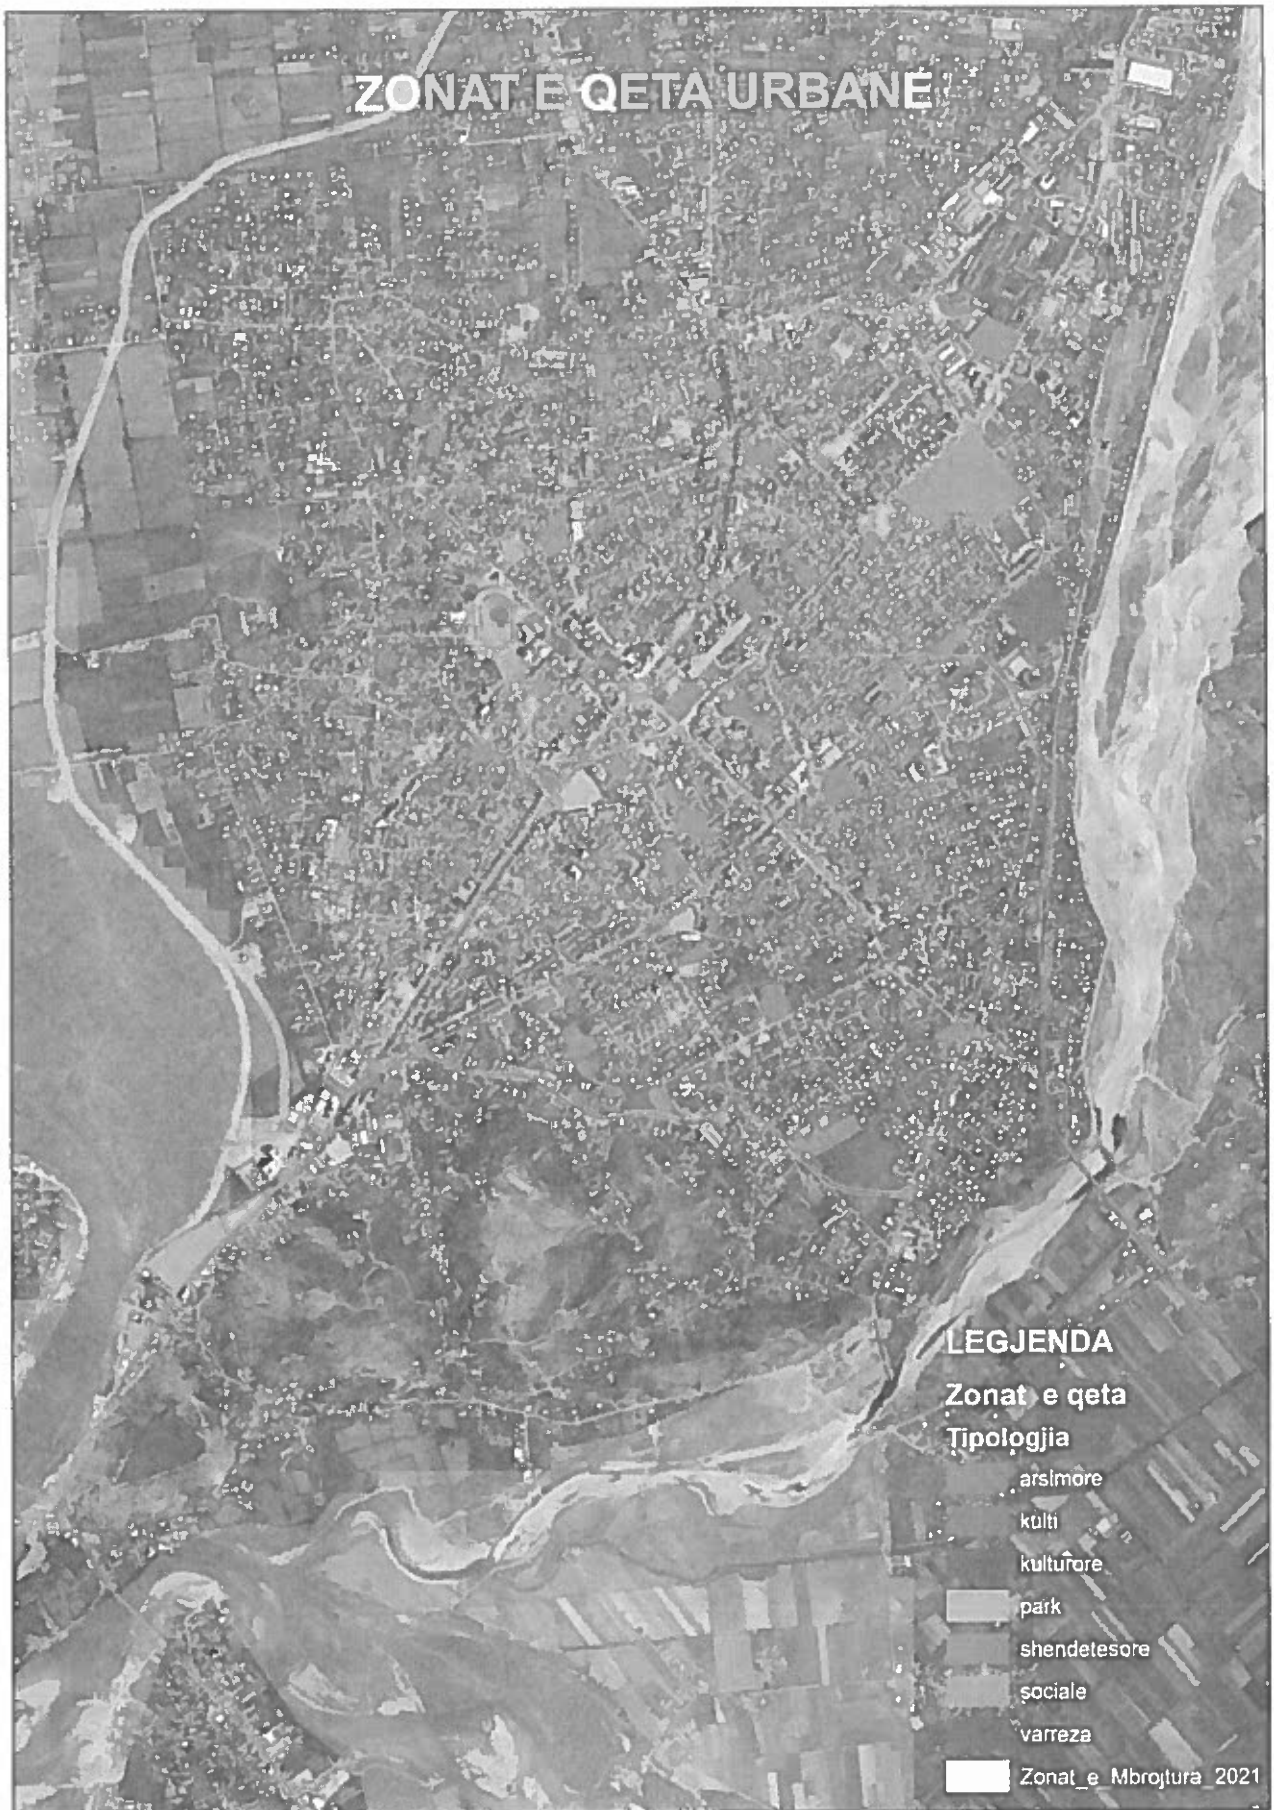 ZONAT E QETA URBANE
LEGJENDA
Zonat e qeta
Tipologjia
arsimore
kulti
kulturore
park
shendetesore
sociale
varreza
Zonat_e_Mbrojtura_2021